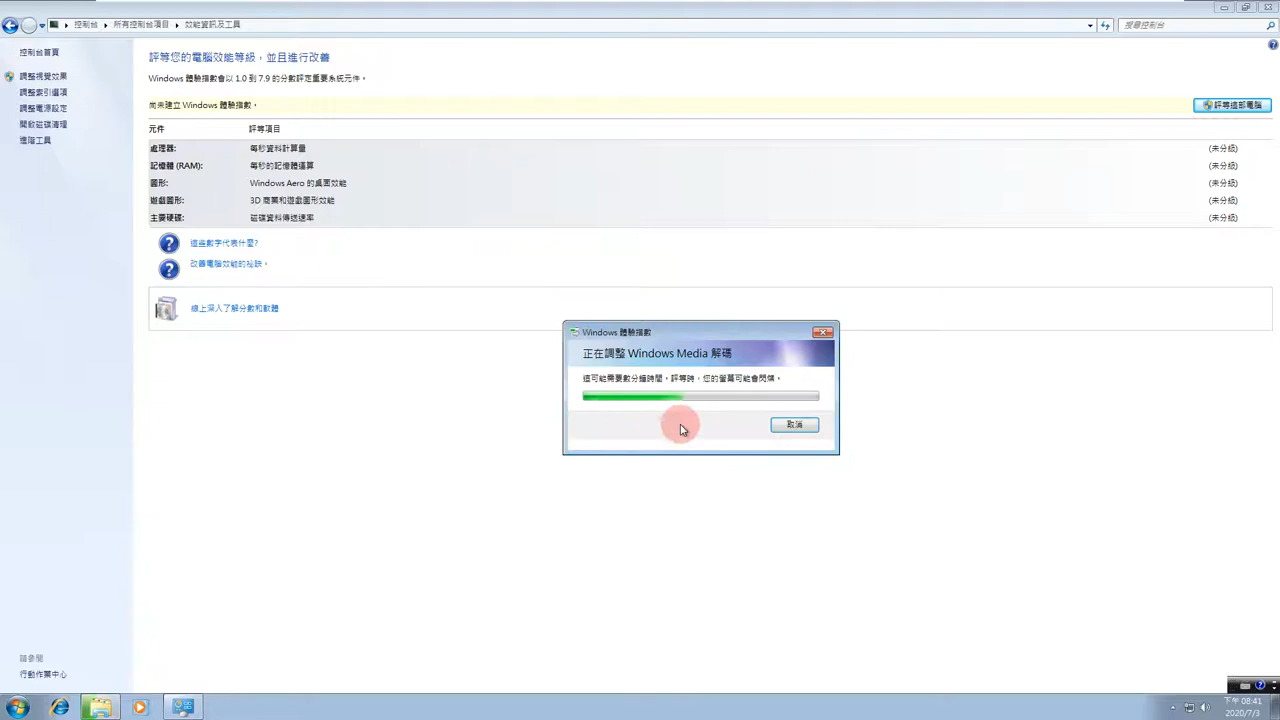 控制台 ▸ 所有控制台項目 ▸ 效能資訊及工具
搜尋控制台
控制台首頁
調整視覺效果
調整索引選項
調整電源設定
開啟磁碟清理
進階工具
評等您的電腦效能等級，並且進行改善
Windows 體驗指數會以 1.0 到 7.9 的分數評定重要系統元件。
尚未建立 Windows 體驗指數。
評等這部電腦
元件 評等項目
處理器: 每秒資料計算量 (未分級)
記憶體 (RAM): 每秒的記憶體運算 (未分級)
圖形: Windows Aero 的桌面效能 (未分級)
遊戲圖形: 3D 商業和遊戲圖形效能 (未分級)
主要硬碟: 磁碟資料傳送速率 (未分級)
這些數字代表什麼?
改善電腦效能的祕訣。
線上深入了解分數和軟體
Windows 體驗指數
正在調整 Windows Media 解碼
這可能需要數分鐘時間。評等時，您的螢幕可能會閃爍。
取消
請參閱
行動作業中心
下午 08:41
2020/7/3